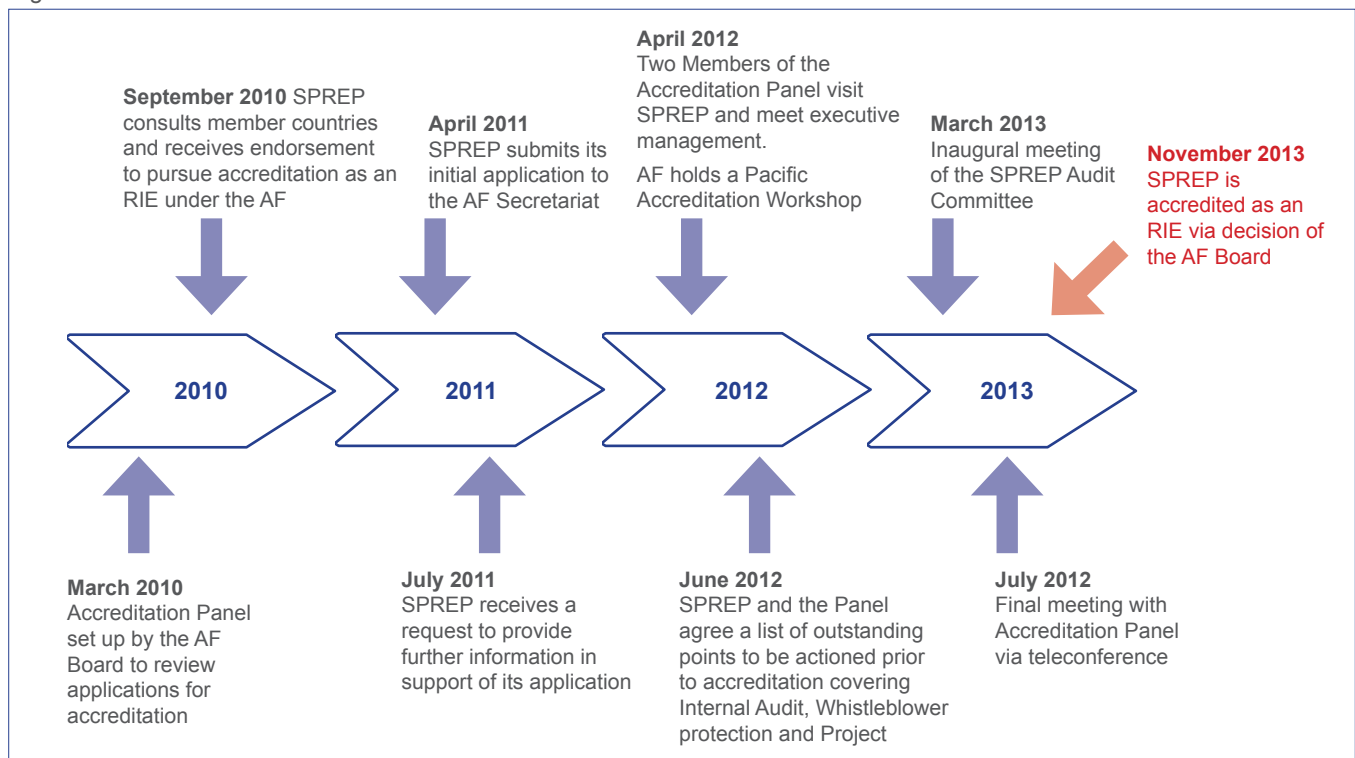 April 2012
Two Members of the
Accreditation Panel visit
SPREP and meet executive
management.
AF holds a Pacific
Accreditation Workshop
September 2010 SPREP
consults member countries
and receives endorsement
to pursue accreditation as an
RIE under the AF
April 2011
SPREP submits its
initial application to
the AF Secretariat
March 2013
Inaugural meeting
of the SPREP Audit
Committee
November 2013
SPREP is
accredited as an
RIE via decision of
the AF Board
2010
2011
2012
2013
March 2010
Accreditation Panel
set up by the AF
Board to review
applications for
accreditation
July 2011
SPREP receives a
request to provide
further information in
support of its application
June 2012
SPREP and the Panel
agree a list of outstanding
points to be actioned prior
to accreditation covering
Internal Audit, Whistleblower
protection and Project
July 2012
Final meeting with
Accreditation Panel
via teleconference